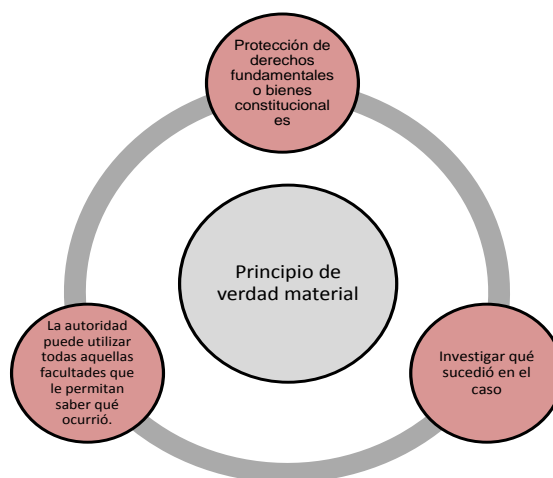 Protección de
derechos
fundamentales
o bienes
constitucional
es
Principio de
verdad material
La autoridad
puede utilizar
todas aquellas
facultades que
le permitan
saber qué
ocurrió.
Investigar qué
sucedió en el
caso